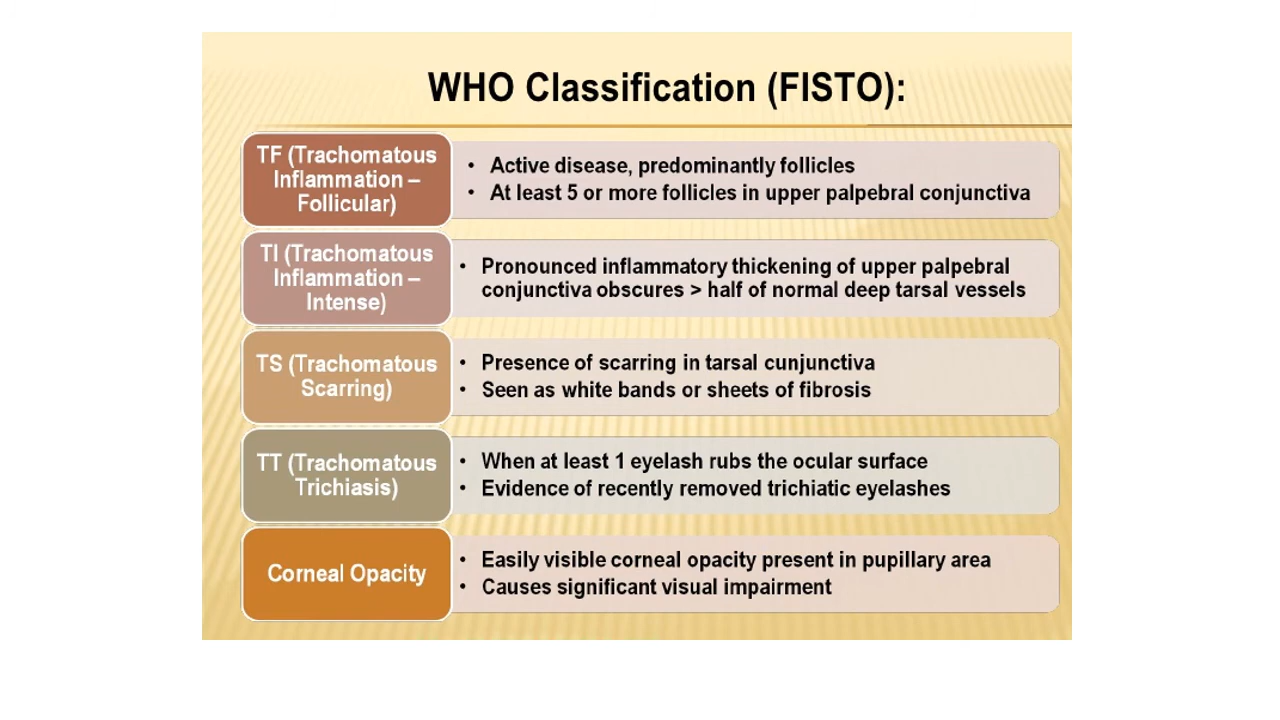 WHO Classification (FISTO):
TF (Trachomatous
Inflammation –
Follicular)
• Active disease, predominantly follicles
• At least 5 or more follicles in upper palpebral conjunctiva
TI (Trachomatous
Inflammation –
Intense)
• Pronounced inflammatory thickening of upper palpebral
conjunctiva obscures > half of normal deep tarsal vessels
TS (Trachomatous
Scarring)
• Presence of scarring in tarsal cunjunctiva
• Seen as white bands or sheets of fibrosis
TT (Trachomatous
Trichiasis)
• When at least 1 eyelash rubs the ocular surface
• Evidence of recently removed trichiatic eyelashes
Corneal Opacity
• Easily visible corneal opacity present in pupillary area
• Causes significant visual impairment